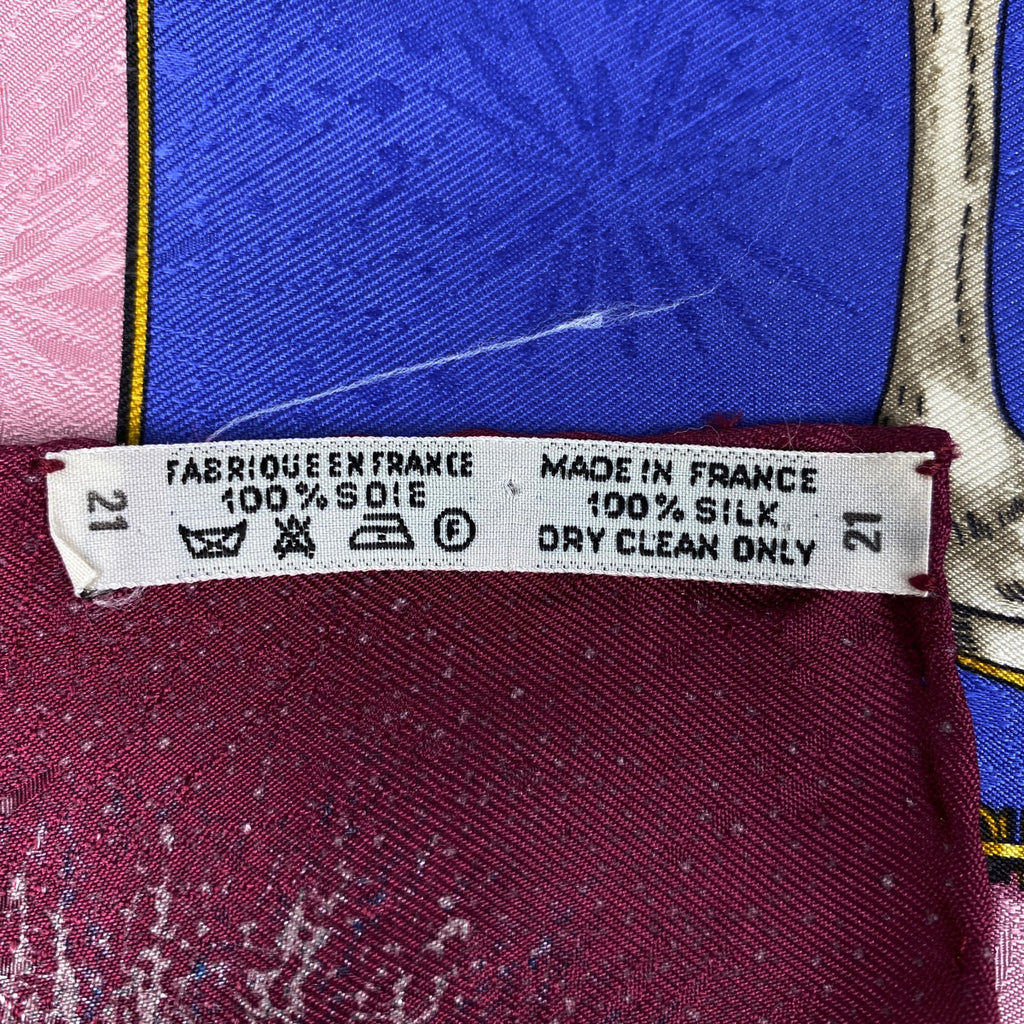 21
FABRIQUE EN FRANCE
100% SOIE
F
MADE IN FRANCE
100% SILK
DRY CLEAN ONLY
21